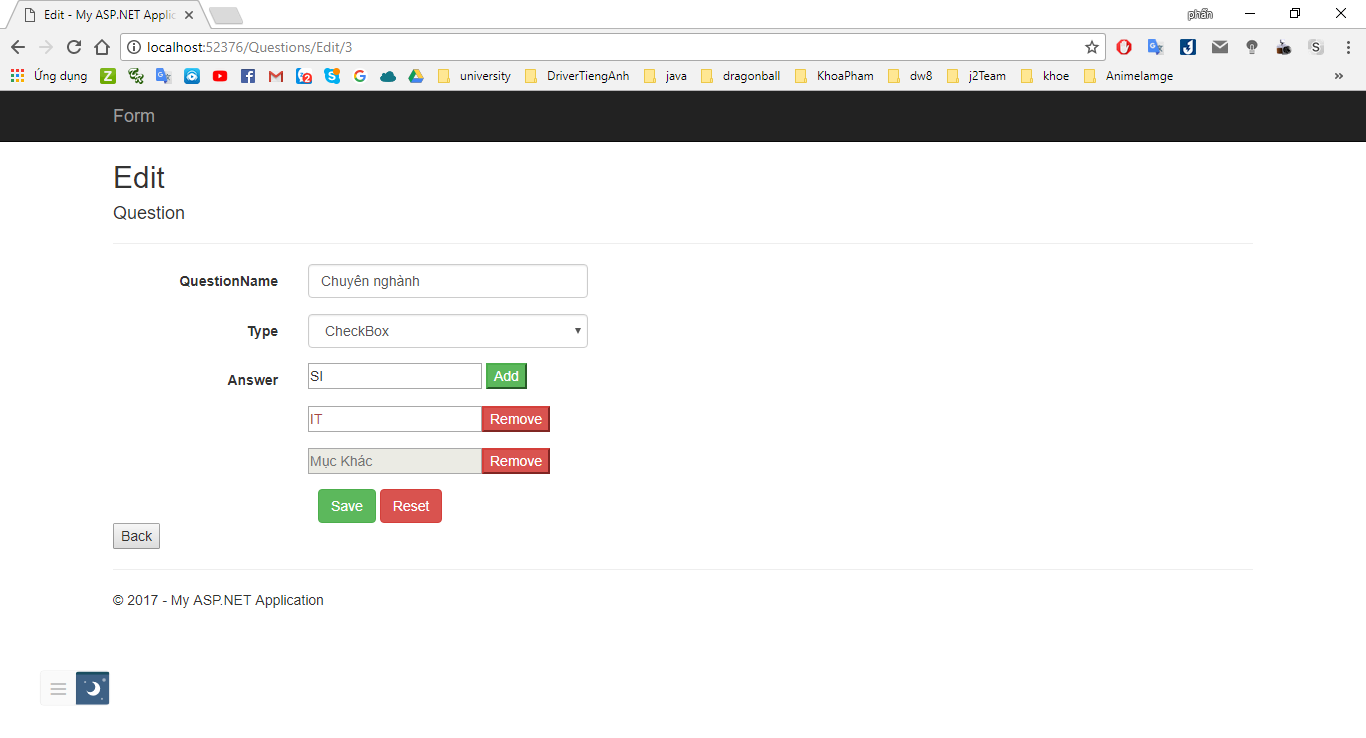 Edit - My ASP.NET Applic
phấn
localhost:52376/Questions/Edit/3
Ứng dụng university DriverTiengAnh java dragonball KhoaPham dw8 j2Team khoe Animelamge »
Form
Edit
Question
QuestionName Chuyên nghành
Type CheckBox
Answer SI Add
IT Remove
Mục Khác Remove
Save Reset
Back
© 2017 - My ASP.NET Application